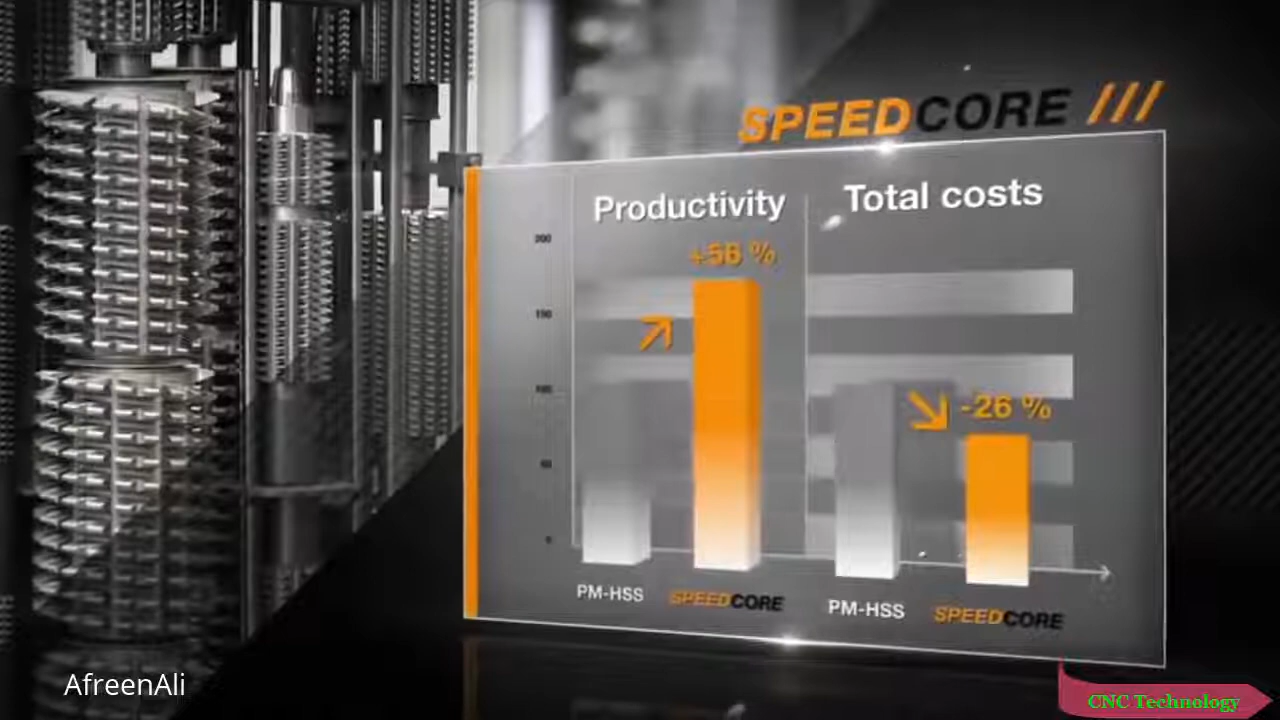 SPEEDCORE ///
Productivity
Total costs
200
+56 %
150
100
-26 %
50
0
PM-HSS
SPEEDCORE
PM-HSS
SPEEDCORE
AfreenAli
CNC Technology